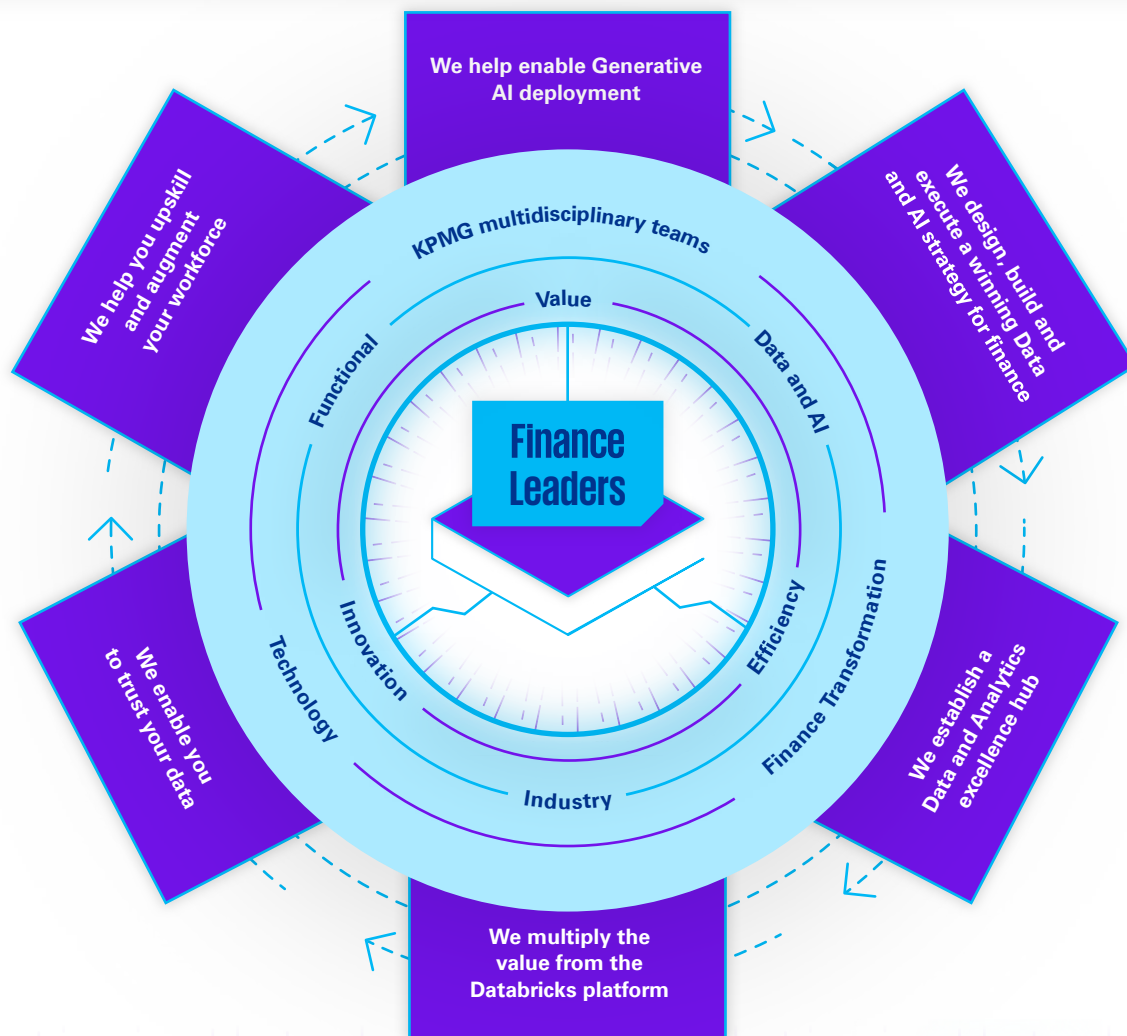 We help enable Generative
AI deployment
We design, build and
execute a winning Data
and AI strategy for finance
We establish a
Data and Analytics
excellence hub
We multiply the
value from the
Databricks platform
We enable you
to trust your data
We help you upskill
and augment
your workforce
KPMG multidisciplinary teams
Finance Transformation
Technology
Functional
Data and AI
Industry
Value
Efficiency
Innovation
Finance
Leaders